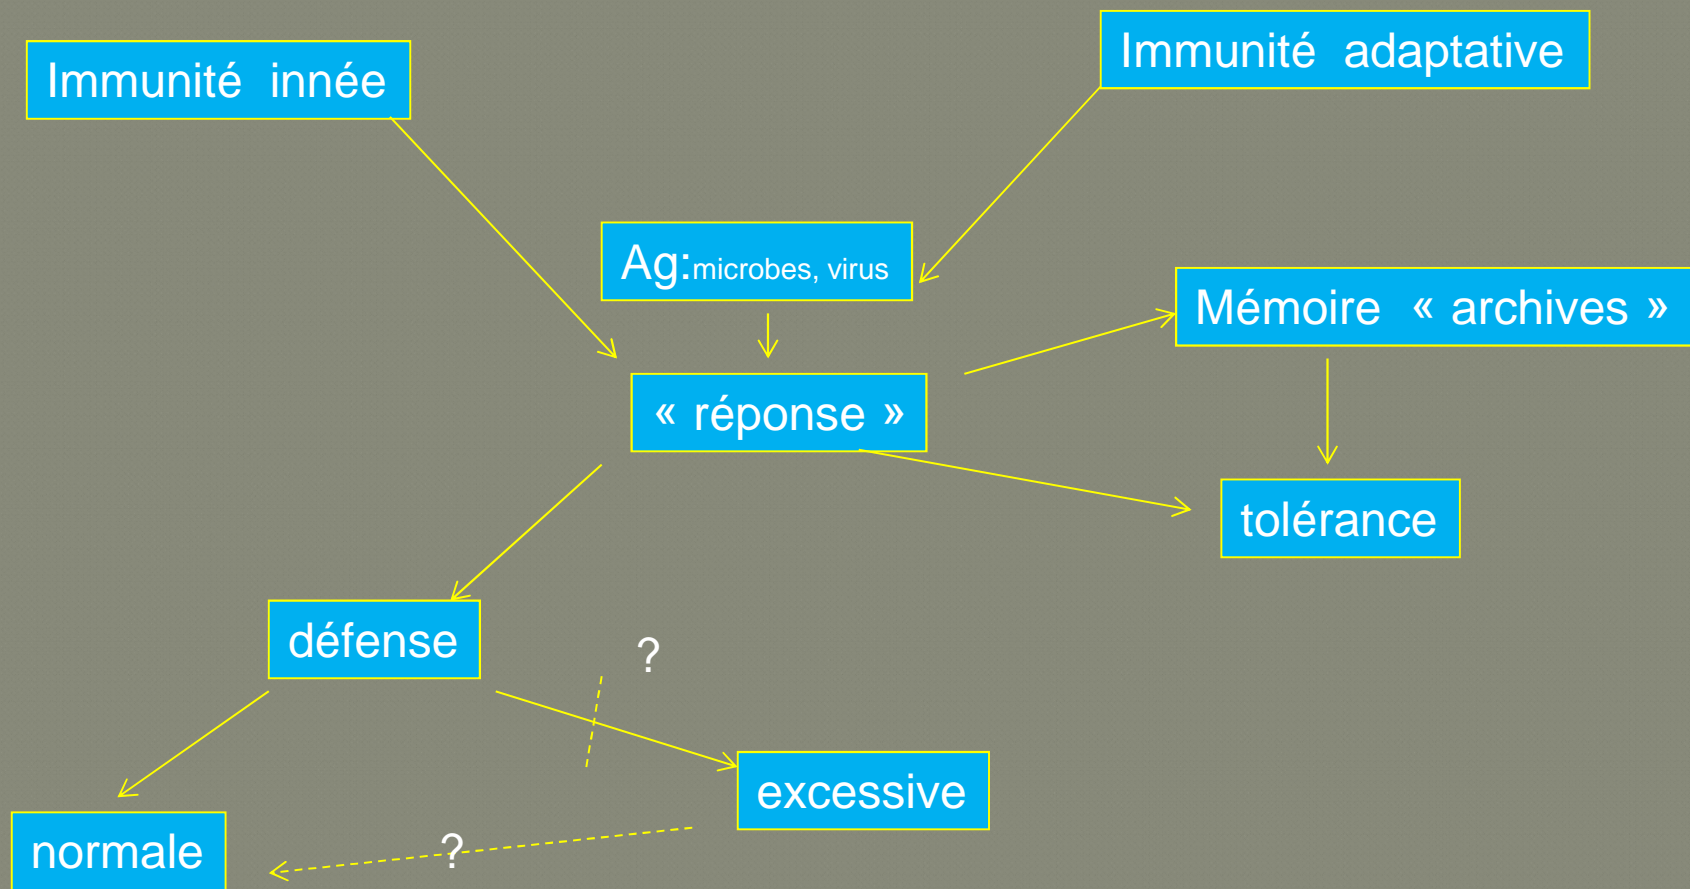 Immunité innée
Immunité adaptative
Ag:microbes, virus
Mémoire « archives »
« réponse »
tolérance
défense
?
excessive
normale
?